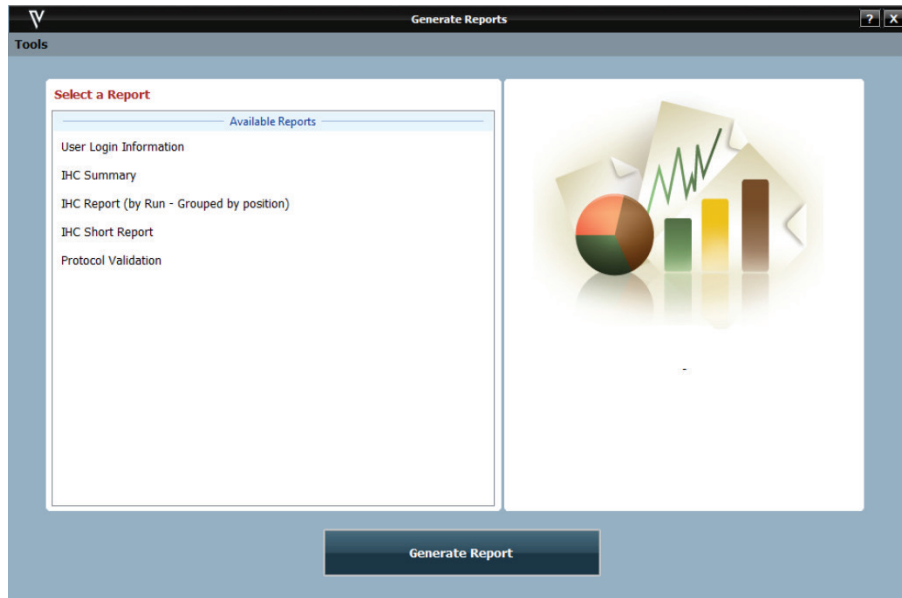 Generate Reports
? X
Tools
Select a Report
Available Reports
User Login Information
IHC Summary
IHC Report (by Run - Grouped by position)
IHC Short Report
Protocol Validation
-
Generate Report